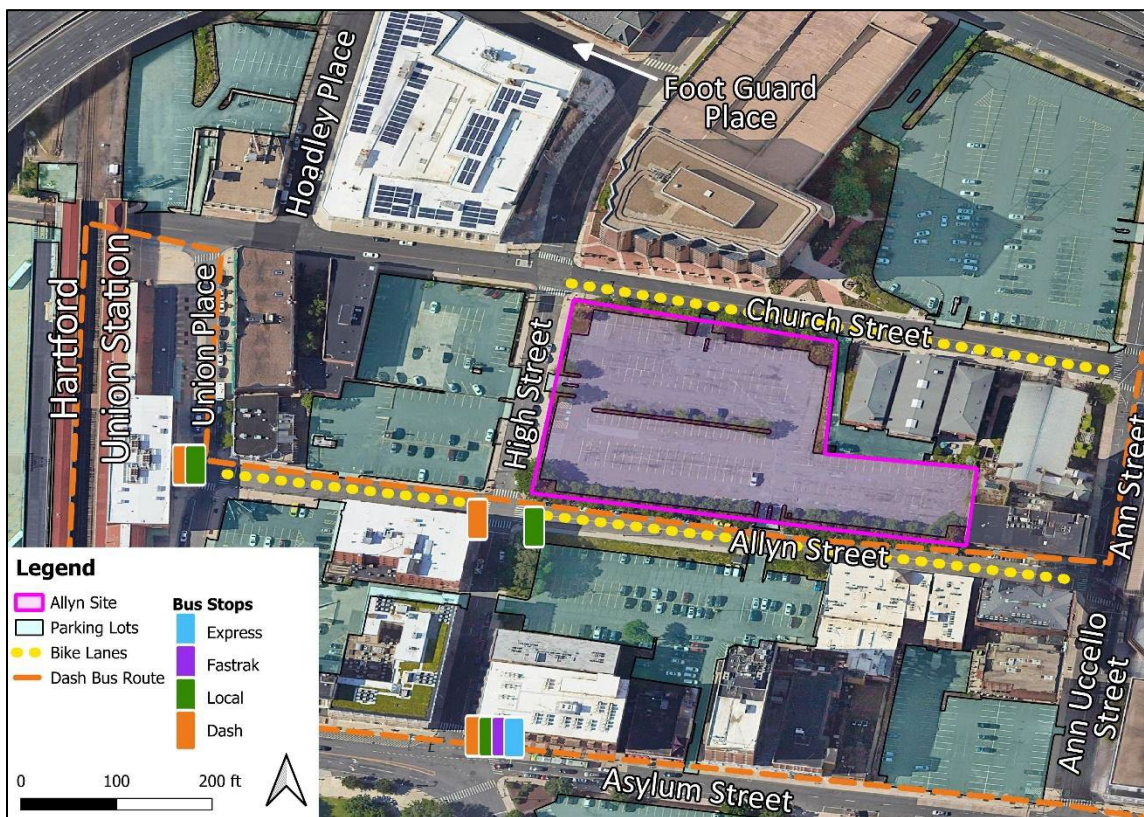 Hoadley Place
Foot Guard
Place
Hartford
Union Station
Union Place
High Street
Church Street
Ann Street
Allyn Street
Ann Uccello
Street
Asylum Street
Legend
Allyn Site
Parking Lots
Bike Lanes
Dash Bus Route
Bus Stops
Express
Fastrak
Local
Dash
0 100 200 ft